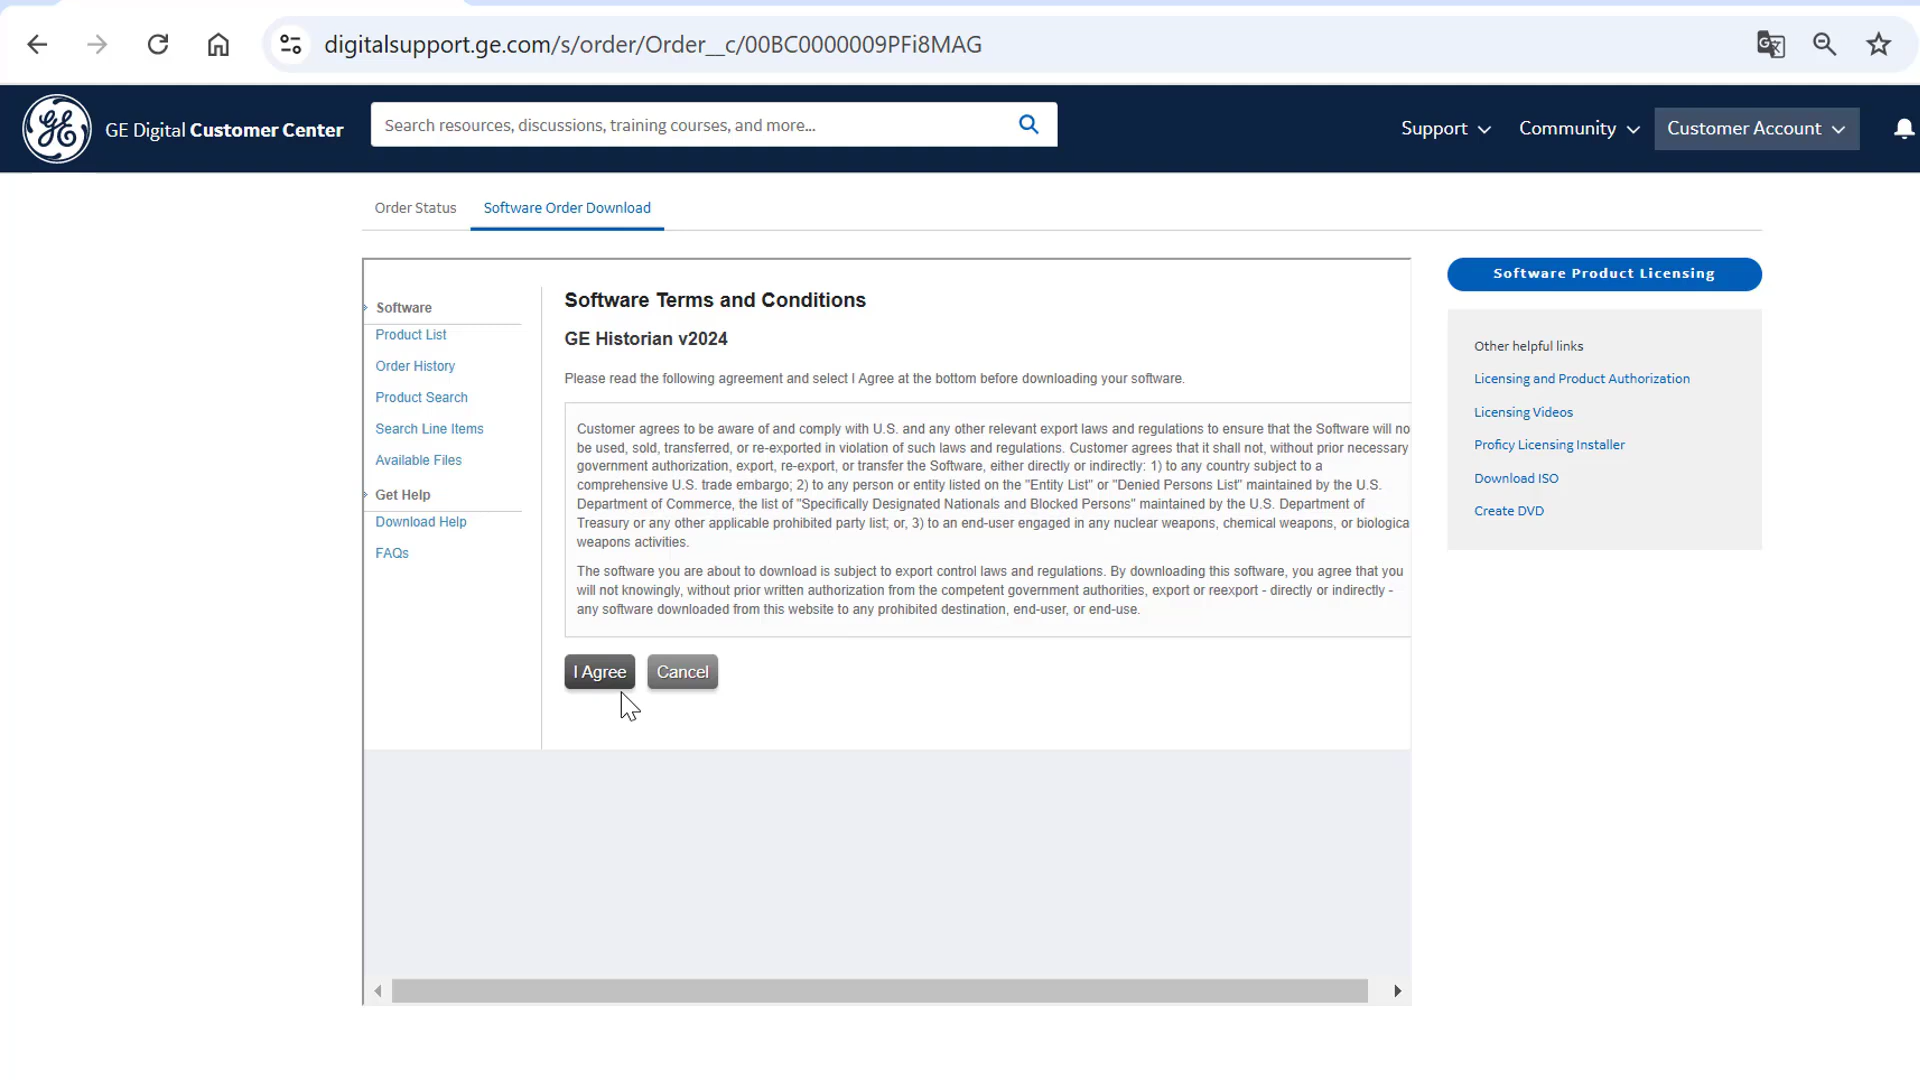 digitalsupport.ge.com/s/order/Order__c/00BC0000009PFi8MAG
GE Digital Customer Center
Search resources, discussions, training courses, and more...
Support
Community
Customer Account
Order Status
Software Order Download
Software
Product List
Order History
Product Search
Search Line Items
Available Files
Get Help
Download Help
FAQs
Software Terms and Conditions
GE Historian v2024
Please read the following agreement and select I Agree at the bottom before downloading your software.
Customer agrees to be aware of and comply with U.S. and any other relevant export laws and regulations to ensure that the Software will no
be used, sold, transferred, or re-exported in violation of such laws and regulations. Customer agrees that it shall not, without prior necessary
government authorization, export, re-export, or transfer the Software, either directly or indirectly: 1) to any country subject to a
comprehensive U.S. trade embargo; 2) to any person or entity listed on the "Entity List" or "Denied Persons List" maintained by the U.S.
Department of Commerce, the list of "Specifically Designated Nationals and Blocked Persons" maintained by the U.S. Department of
Treasury or any other applicable prohibited party list; or, 3) to an end-user engaged in any nuclear weapons, chemical weapons, or biologica
weapons activities.
The software you are about to download is subject to export control laws and regulations. By downloading this software, you agree that you
will not knowingly, without prior written authorization from the competent government authorities, export or reexport - directly or indirectly -
any software downloaded from this website to any prohibited destination, end-user, or end-use.
I Agree
Cancel
Software Product Licensing
Other helpful links
Licensing and Product Authorization
Licensing Videos
Proficy Licensing Installer
Download ISO
Create DVD